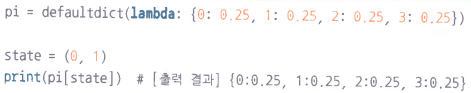 pi = defaultdict(lambda: {0: 0.25, 1: 0.25, 2: 0.25, 3: 0.25})
state = (0, 1)
print(pi[state])  # [출력 결과] {0:0.25, 1:0.25, 2:0.25, 3:0.25}